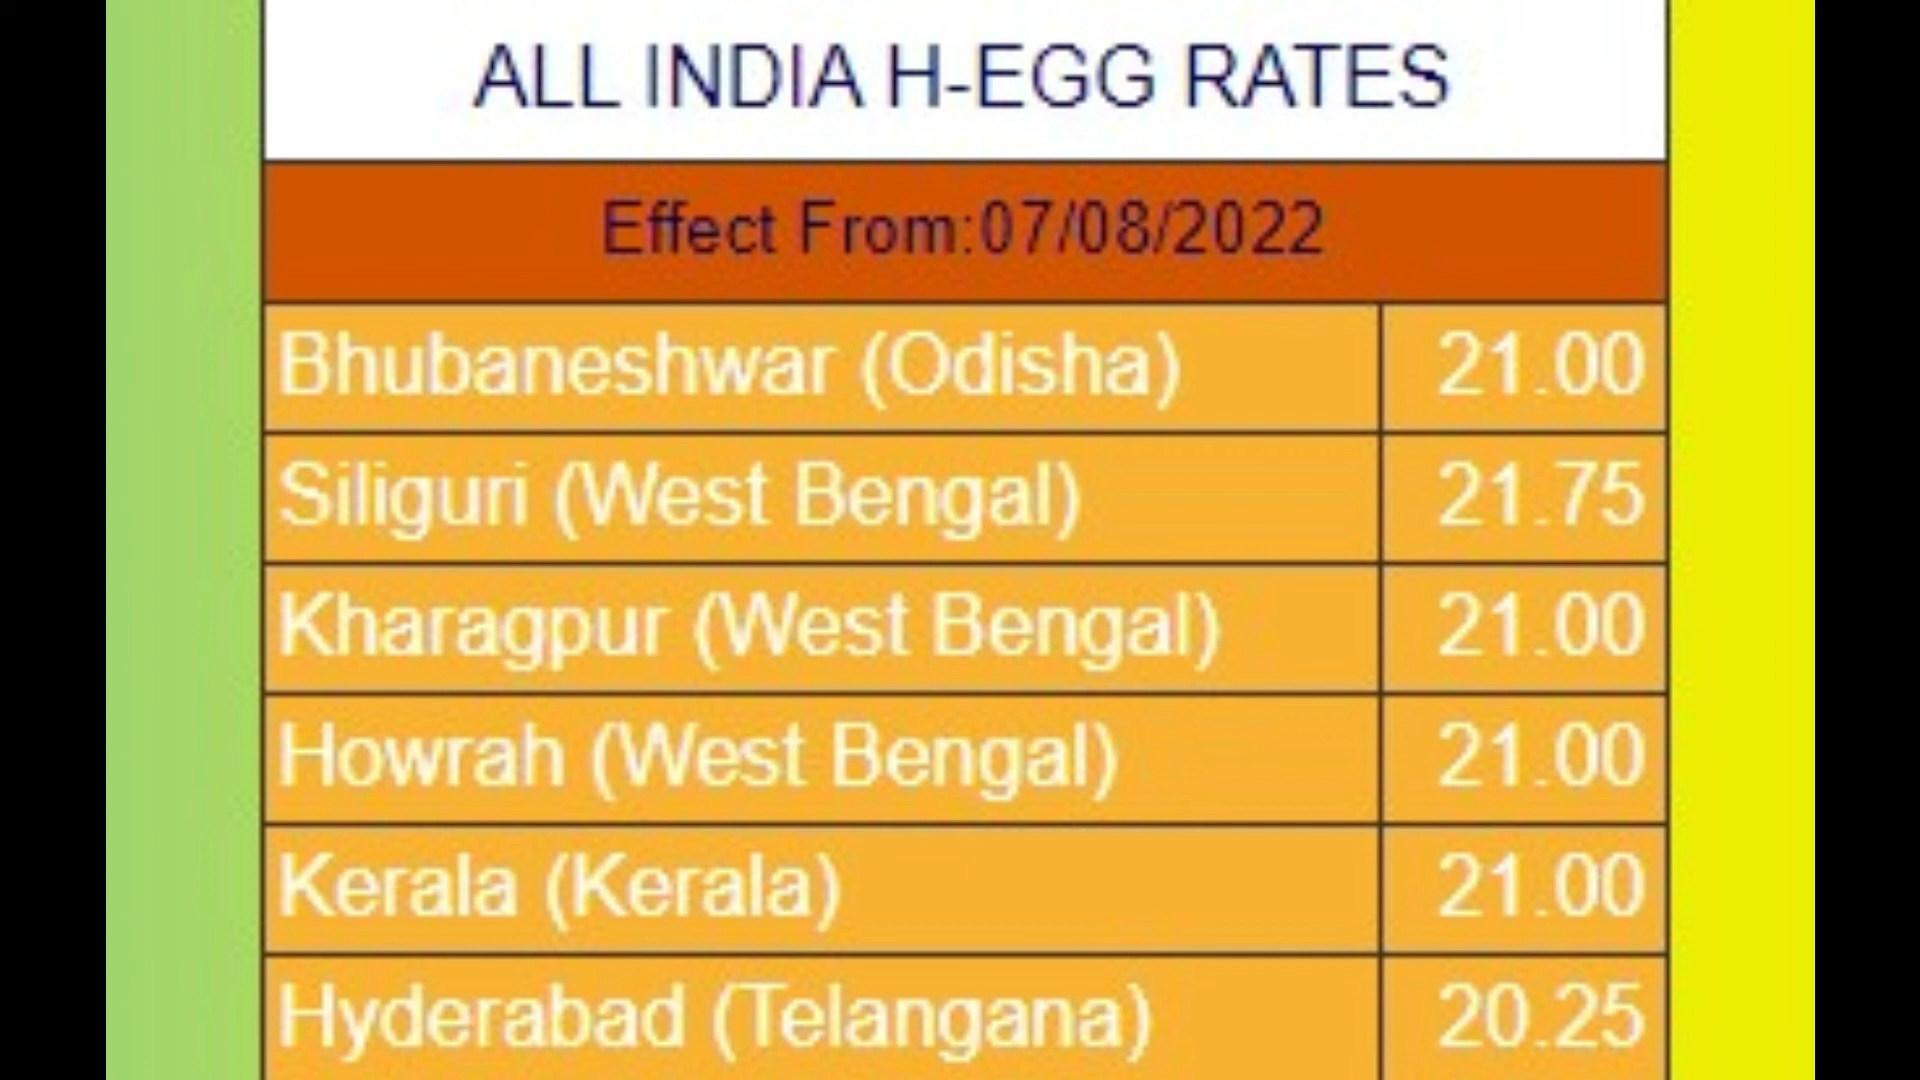 ALL INDIA H-EGG RATES
Effect From:07/08/2022
Bhubaneshwar (Odisha) 21.00
Siliguri (West Bengal) 21.75
Kharagpur (West Bengal) 21.00
Howrah (West Bengal) 21.00
Kerala (Kerala) 21.00
Hyderabad (Telangana) 20.25